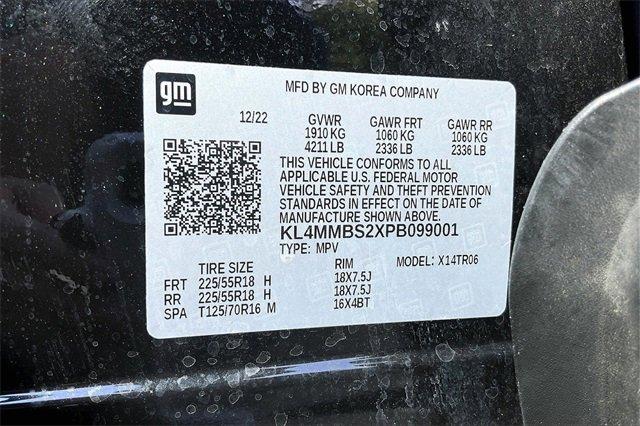 gm
MFD BY GM KOREA COMPANY
12/22 GVWR GAWR FRT GAWR RR
1910 KG 1060 KG 1060 KG
4211 LB 2336 LB 2336 LB
THIS VEHICLE CONFORMS TO ALL
APPLICABLE U.S. FEDERAL MOTOR
VEHICLE SAFETY AND THEFT PREVENTION
STANDARDS IN EFFECT ON THE DATE OF
MANUFACTURE SHOWN ABOVE.
KL4MMBS2XPB099001
TYPE: MPV
TIRE SIZE RIM MODEL: X14TR06
FRT 225/55R18 H 18X7.5J
RR 225/55R18 H 18X7.5J
SPA T125/70R16 M 16X4BT